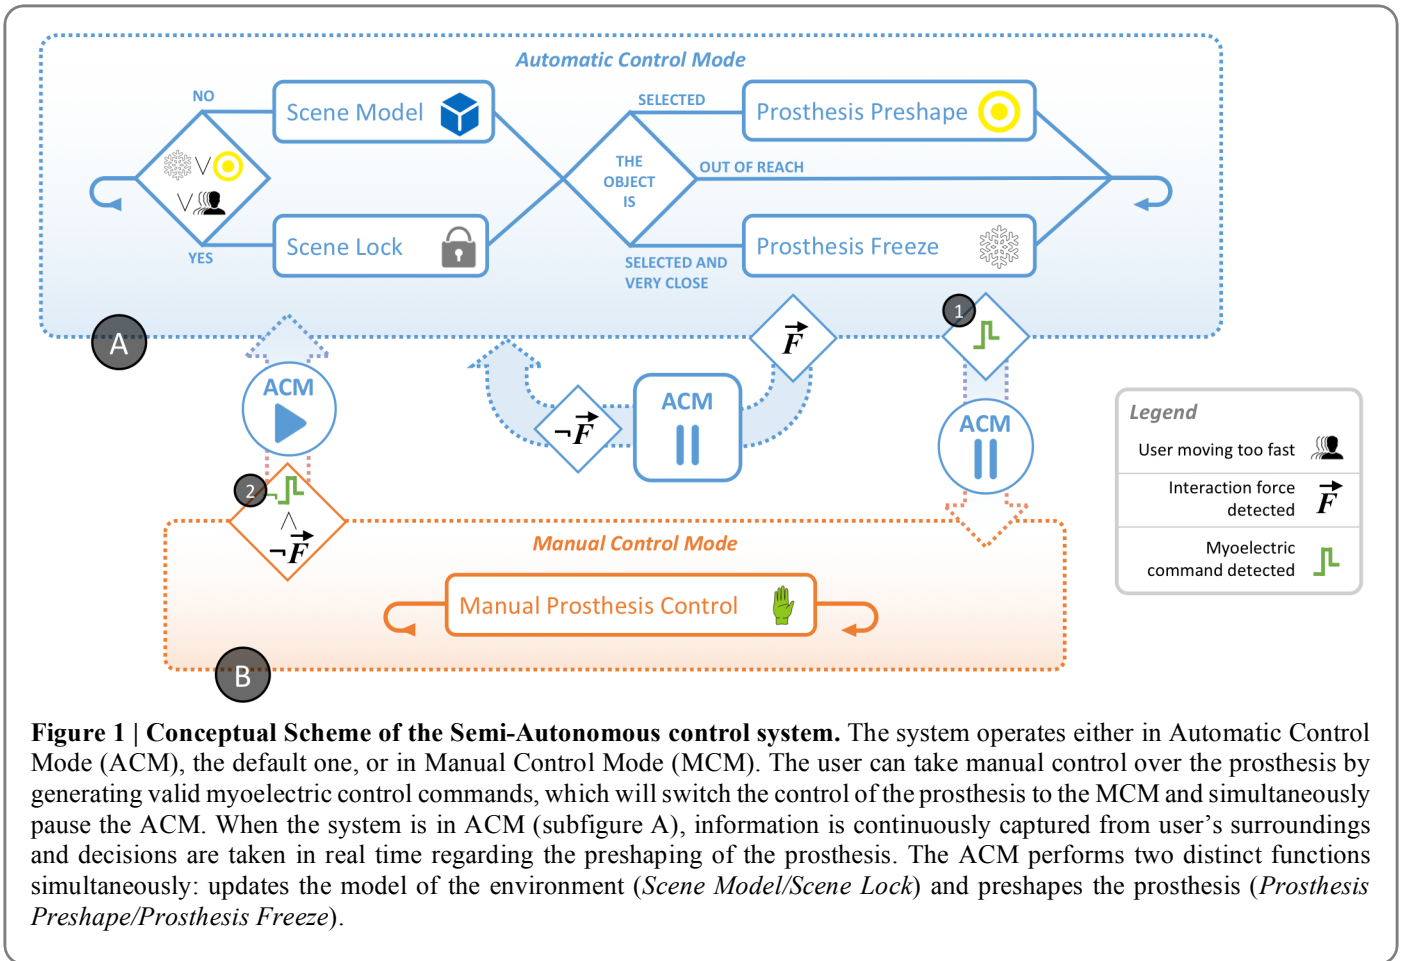 Automatic Control Mode
NO
Scene Model
SELECTED
Prosthesis Preshape
∨
∨
THE
OBJECT
IS
OUT OF REACH
YES
Scene Lock
SELECTED AND
VERY CLOSE
Prosthesis Freeze
A
F
1
ACM
¬F
ACM
ACM
2
¬
∧
¬F
Legend
User moving too fast
Interaction force
detected
F
Myoelectric
command detected
Manual Control Mode
Manual Prosthesis Control
B
Figure 1 | Conceptual Scheme of the Semi-Autonomous control system. The system operates either in Automatic Control
Mode (ACM), the default one, or in Manual Control Mode (MCM). The user can take manual control over the prosthesis by
generating valid myoelectric control commands, which will switch the control of the prosthesis to the MCM and simultaneously
pause the ACM. When the system is in ACM (subfigure A), information is continuously captured from user’s surroundings
and decisions are taken in real time regarding the preshaping of the prosthesis. The ACM performs two distinct functions
simultaneously: updates the model of the environment (Scene Model/Scene Lock) and preshapes the prosthesis (Prosthesis
Preshape/Prosthesis Freeze).